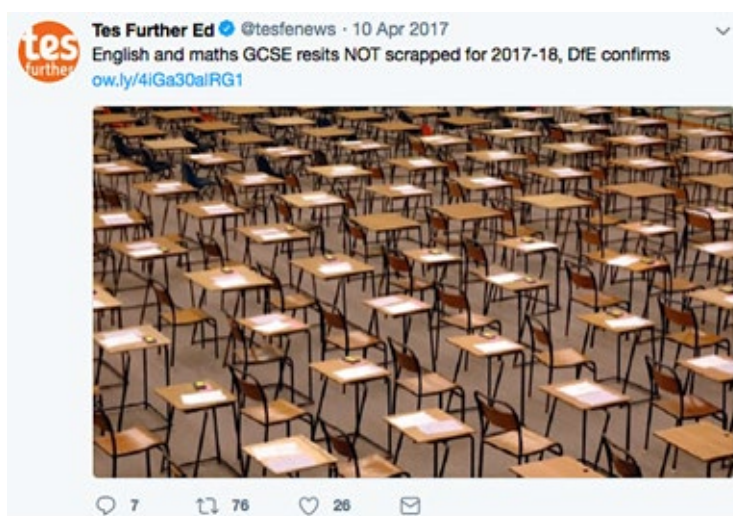 tes
further
Tes Further Ed @tesfenews · 10 Apr 2017
English and maths GCSE resits NOT scrapped for 2017-18, DfE confirms
ow.ly/4iGa30alRG1
7 76 26